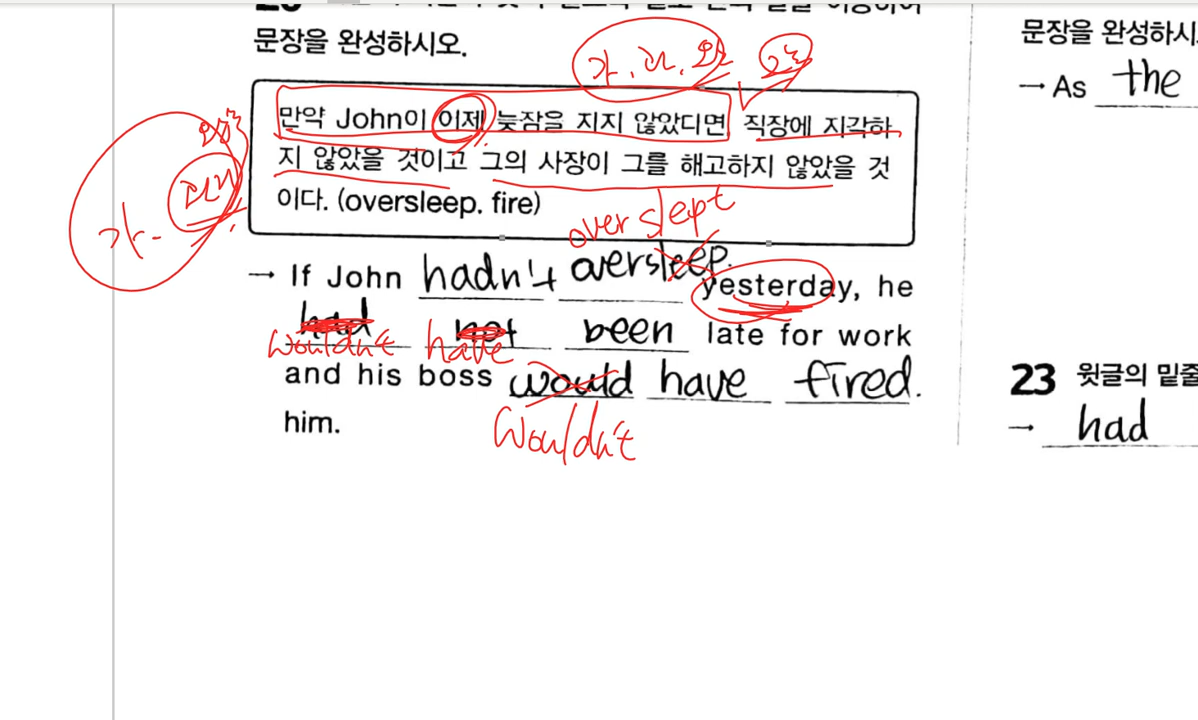 문장을 완성하시오.
가, 과, 완
만약 John이 이제 늦잠을 지지 않았디면 직장에 지각하
지 않았을 것이고 그의 사장이 그를 해고하지 않았을 것
이다. (oversleep. fire)
overslept
→ If John hadn't oversleep. yesterday, he
had not been late for work
wouldn't have
and his boss would have fired.
him.
wouldn't
문장을 완성하시
→ As the
23 윗글의 밑줄
→ had